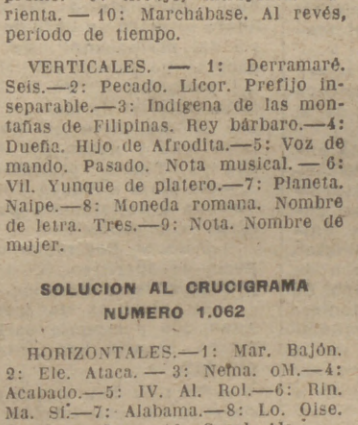 rienta. — 10: Marchábase. Al revés,
período de tiempo.
VERTICALES. — 1: Derramaré.
Seis.—2: Pecado. Licor. Prefijo in-
separable.—3: Indígena de las mon-
tañas de Filipinas. Rey bárbaro.—4:
Dueña. Hijo de Afrodita.—5: Voz de
mando. Pasado. Nota musical. — 6:
Vil. Yunque de platero.—7: Planeta.
Naipe.—8: Moneda romana. Nombre
de letra. Tres.—9: Nota. Nombre de
mujer.
SOLUCION AL CRUCIGRAMA
NUMERO 1.062
HORIZONTALES.—1: Mar. Bajón.
2: Ele. Ataca. — 3: Nema. oM.—4:
Acabado.—5: IV. Al. Rol.—6: Rin.
Ma. Sí.—7: Alabama.—8: Lo. Oise.